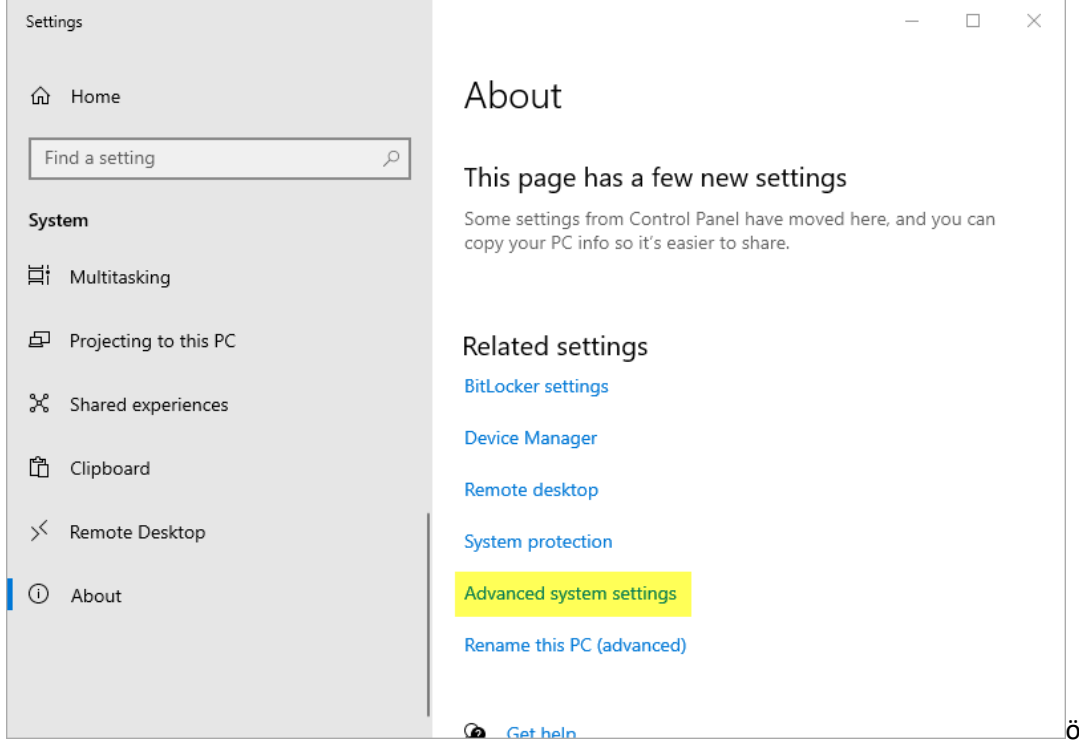 Settings
Home
Find a setting
System
Multitasking
Projecting to this PC
Shared experiences
Clipboard
Remote Desktop
About
About
This page has a few new settings
Some settings from Control Panel have moved here, and you can
copy your PC info so it's easier to share.
Related settings
BitLocker settings
Device Manager
Remote desktop
System protection
Advanced system settings
Rename this PC (advanced)
Get help
ö